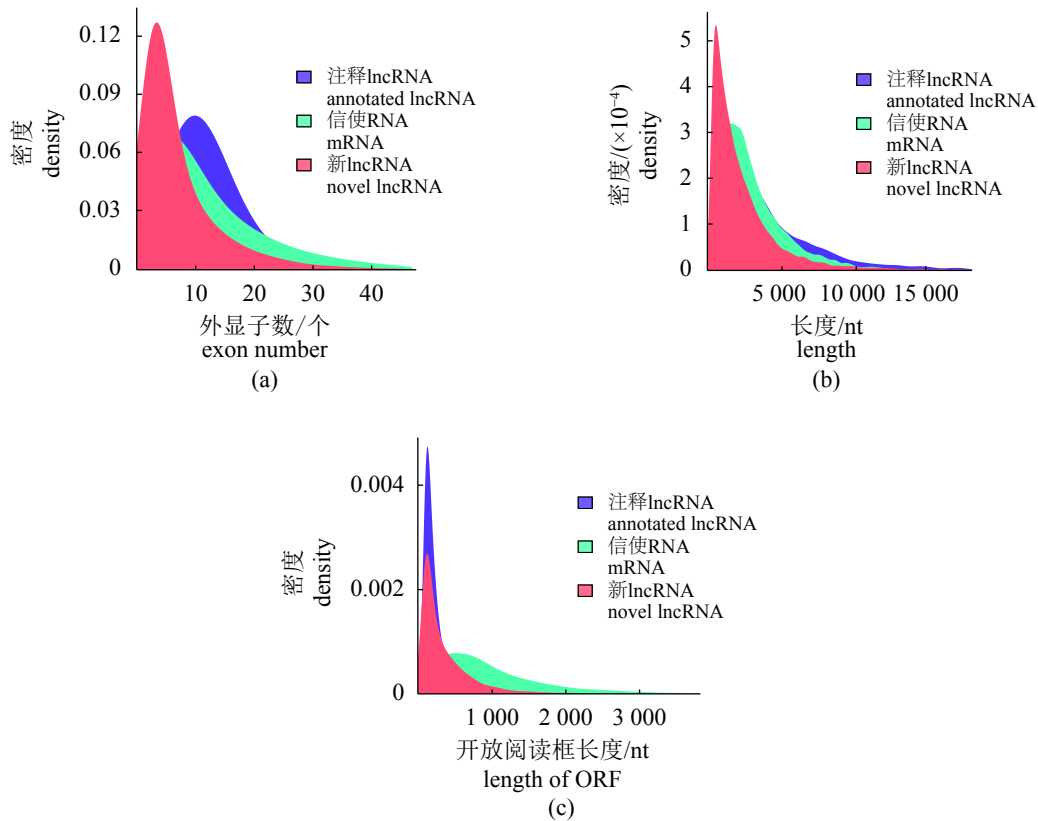 密度
density
0.12
0.09
0.06
0.03
0
注释lncRNA
annotated lncRNA
信使RNA
mRNA
新lncRNA
novel lncRNA
10 20 30 40
外显子数/个
exon number
(a)
密度/(×10⁻⁴)
density
5
4
3
2
1
0
注释lncRNA
annotated lncRNA
信使RNA
mRNA
新lncRNA
novel lncRNA
5 000 10 000 15 000
长度/nt
length
(b)
密度
density
0.004
0.002
0
注释lncRNA
annotated lncRNA
信使RNA
mRNA
新lncRNA
novel lncRNA
1 000 2 000 3 000
开放阅读框长度/nt
length of ORF
(c)